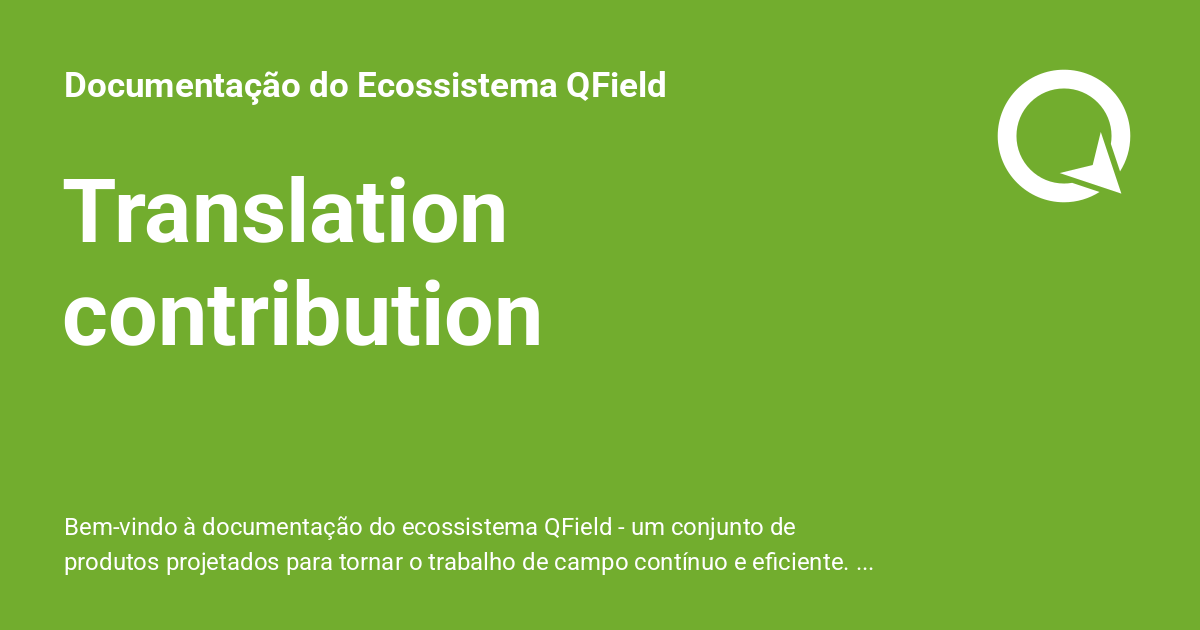 Documentação do Ecossistema QField
Translation
contribution
Bem-vindo à documentação do ecossistema QField - um conjunto de
produtos projetados para tornar o trabalho de campo contínuo e eficiente. ...